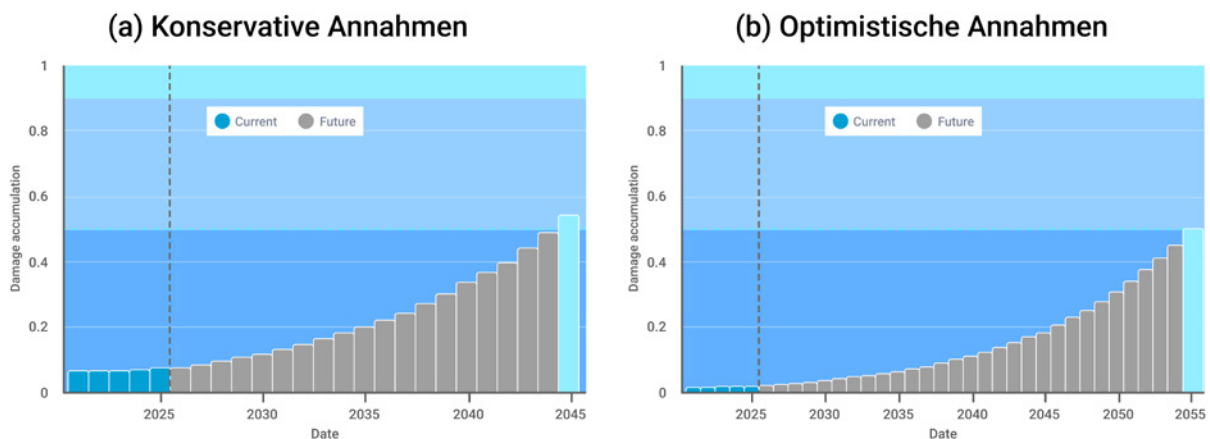 (a) Konservative Annahmen
1
0.8
0.6
0.4
0.2
0
Damage accumulation
Current
Future
2025
2030
2035
2040
2045
Date
(b) Optimistische Annahmen
1
0.8
0.6
0.4
0.2
0
Damage accumulation
Current
Future
2025
2030
2035
2040
2045
2050
2055
Date